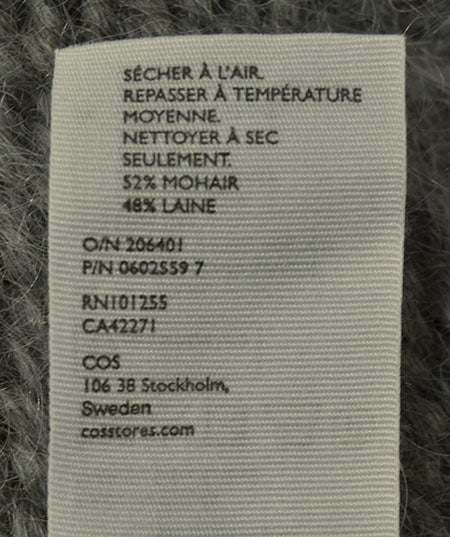 SÉCHER À L'AIR.
REPASSER À TEMPÉRATURE
MOYENNE.
NETTOYER À SEC
SEULEMENT.
52% MOHAIR
48% LAINE
O/N 206401
P/N 0602559 7
RN101255
CA42271
COS
106 38 Stockholm,
Sweden
cosstores.com